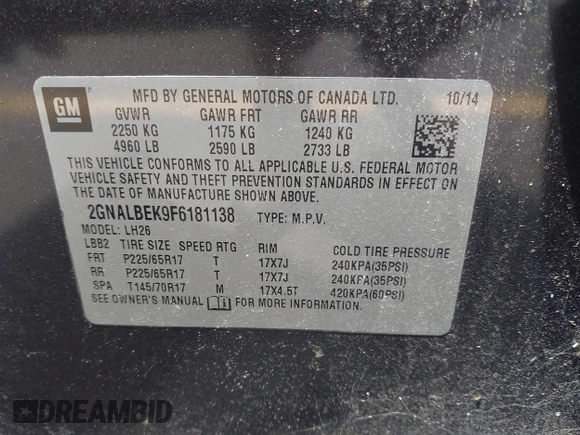 GM
MFD BY GENERAL MOTORS OF CANADA LTD. 10/14
GVWR GAWR FRT GAWR RR
2250 KG 1175 KG 1240 KG
4960 LB 2590 LB 2733 LB
THIS VEHICLE CONFORMS TO ALL APPLICABLE U.S. FEDERAL MOTOR
VEHICLE SAFETY AND THEFT PREVENTION STANDARDS IN EFFECT
ON THE DATE OF MANUFACTURE SHOWN ABOVE.
2GNALBEK9F6181138 TYPE: M.P.V.
MODEL: LH26
LBB2 TIRE SIZE SPEED RTG RIM COLD TIRE PRESSURE
FRT P225/65R17 T 17X7J 240KPA(35PSI)
RR P225/65R17 T 17X7J 240KPA(35PSI)
SPA T145/70R17 M 17X4.5T 420KPA(60PSI)
SEE OWNER'S MANUAL FOR MORE INFORMATION.
DREAMBID